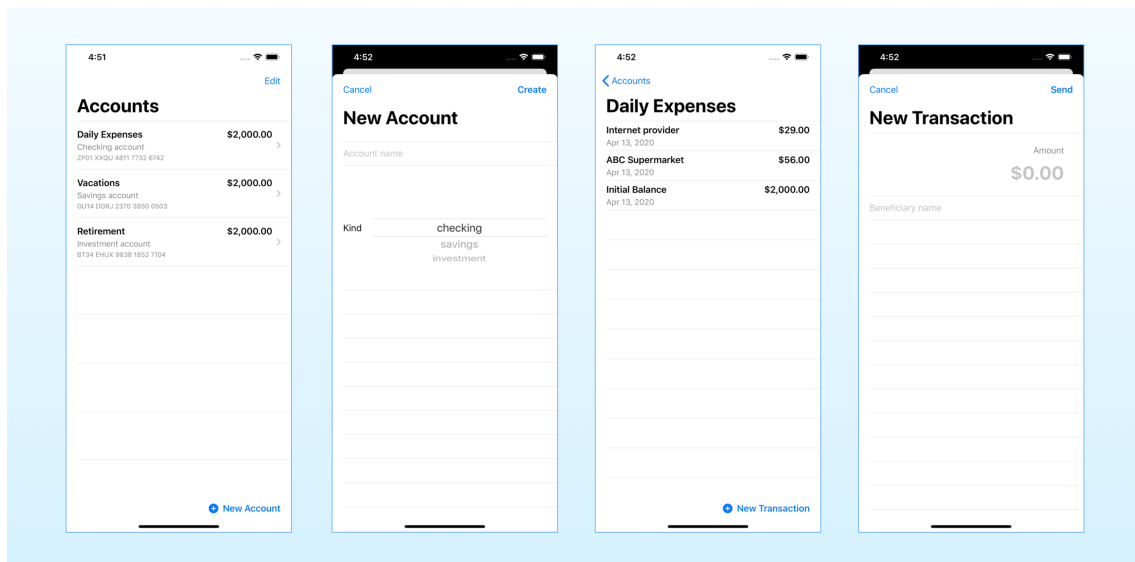 4:51
Edit
Accounts
Daily Expenses $2,000.00
Checking account
ZP01 XXQU 4811 7732 6742
Vacations $2,000.00
Savings account
GU14 DGRJ 2370 3850 0503
Retirement $2,000.00
Investment account
BT34 EHUX 9838 1852 7104
New Account
4:52
Cancel Create
New Account
Account name
Kind checking
savings
investment
4:52
Accounts
Daily Expenses
Internet provider $29.00
Apr 13, 2020
ABC Supermarket $56.00
Apr 13, 2020
Initial Balance $2,000.00
Apr 13, 2020
New Transaction
4:52
Cancel Send
New Transaction
Amount
$0.00
Beneficiary name